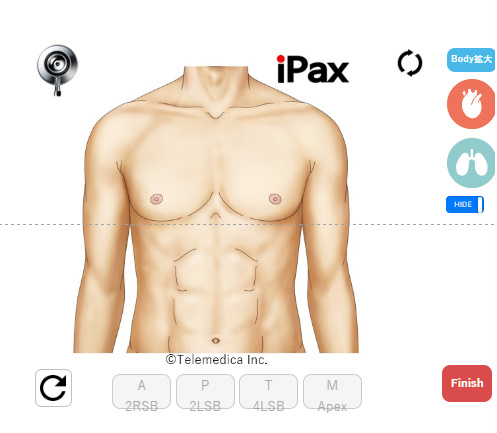 iPax
Body拡大
HIDE
©Telemedica Inc.
A
2RSB
P
2LSB
T
4LSB
M
Apex
Finish